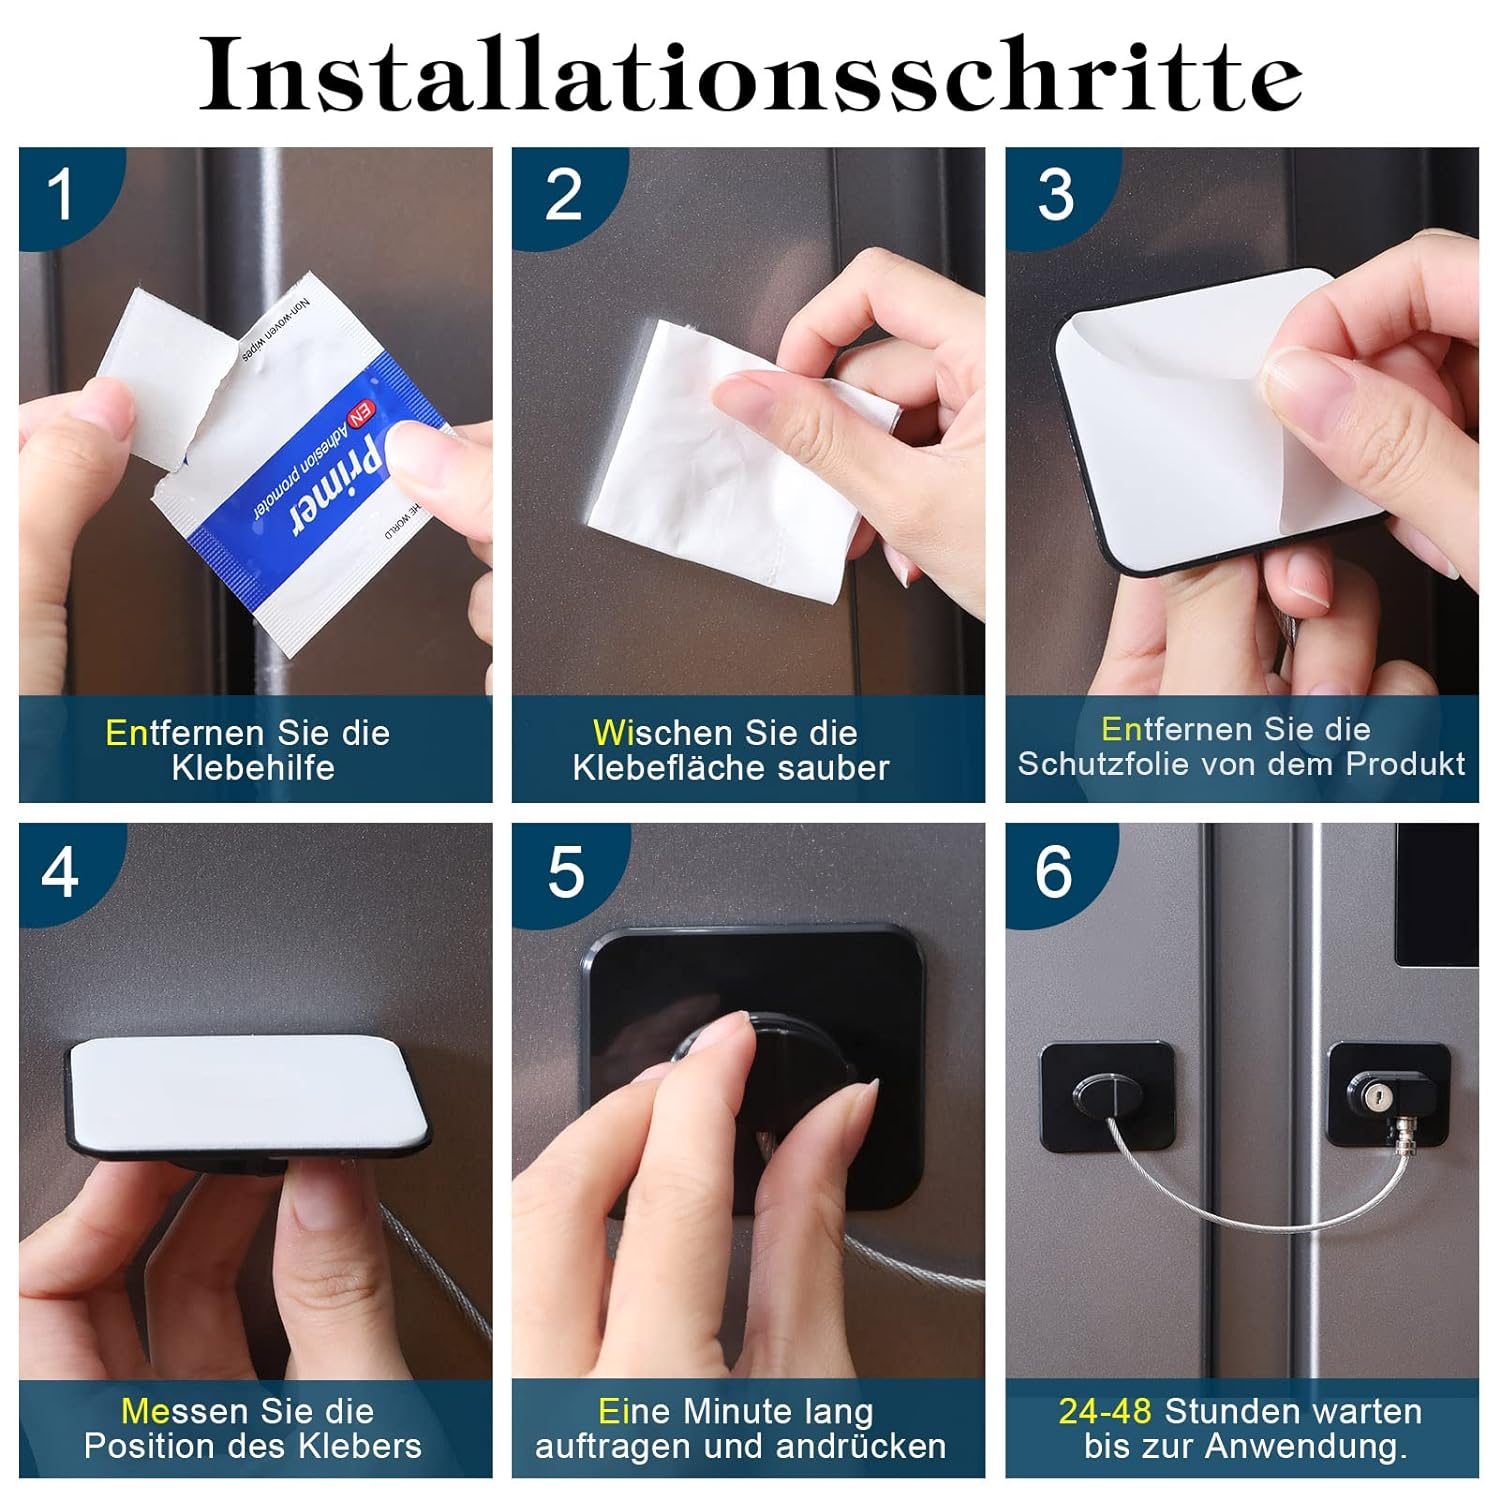 Installationsschritte
1
Non-woven wipes
EN
Primer
Adhesion promoter
HE WORLD
Entfernen Sie die
Klebehilfe
2
Wischen Sie die
Klebefläche sauber
3
Entfernen Sie die
Schutzfolie von dem Produkt
4
Messen Sie die
Position des Klebers
5
Eine Minute lang
auftragen und andrücken
6
24-48 Stunden warten
bis zur Anwendung.